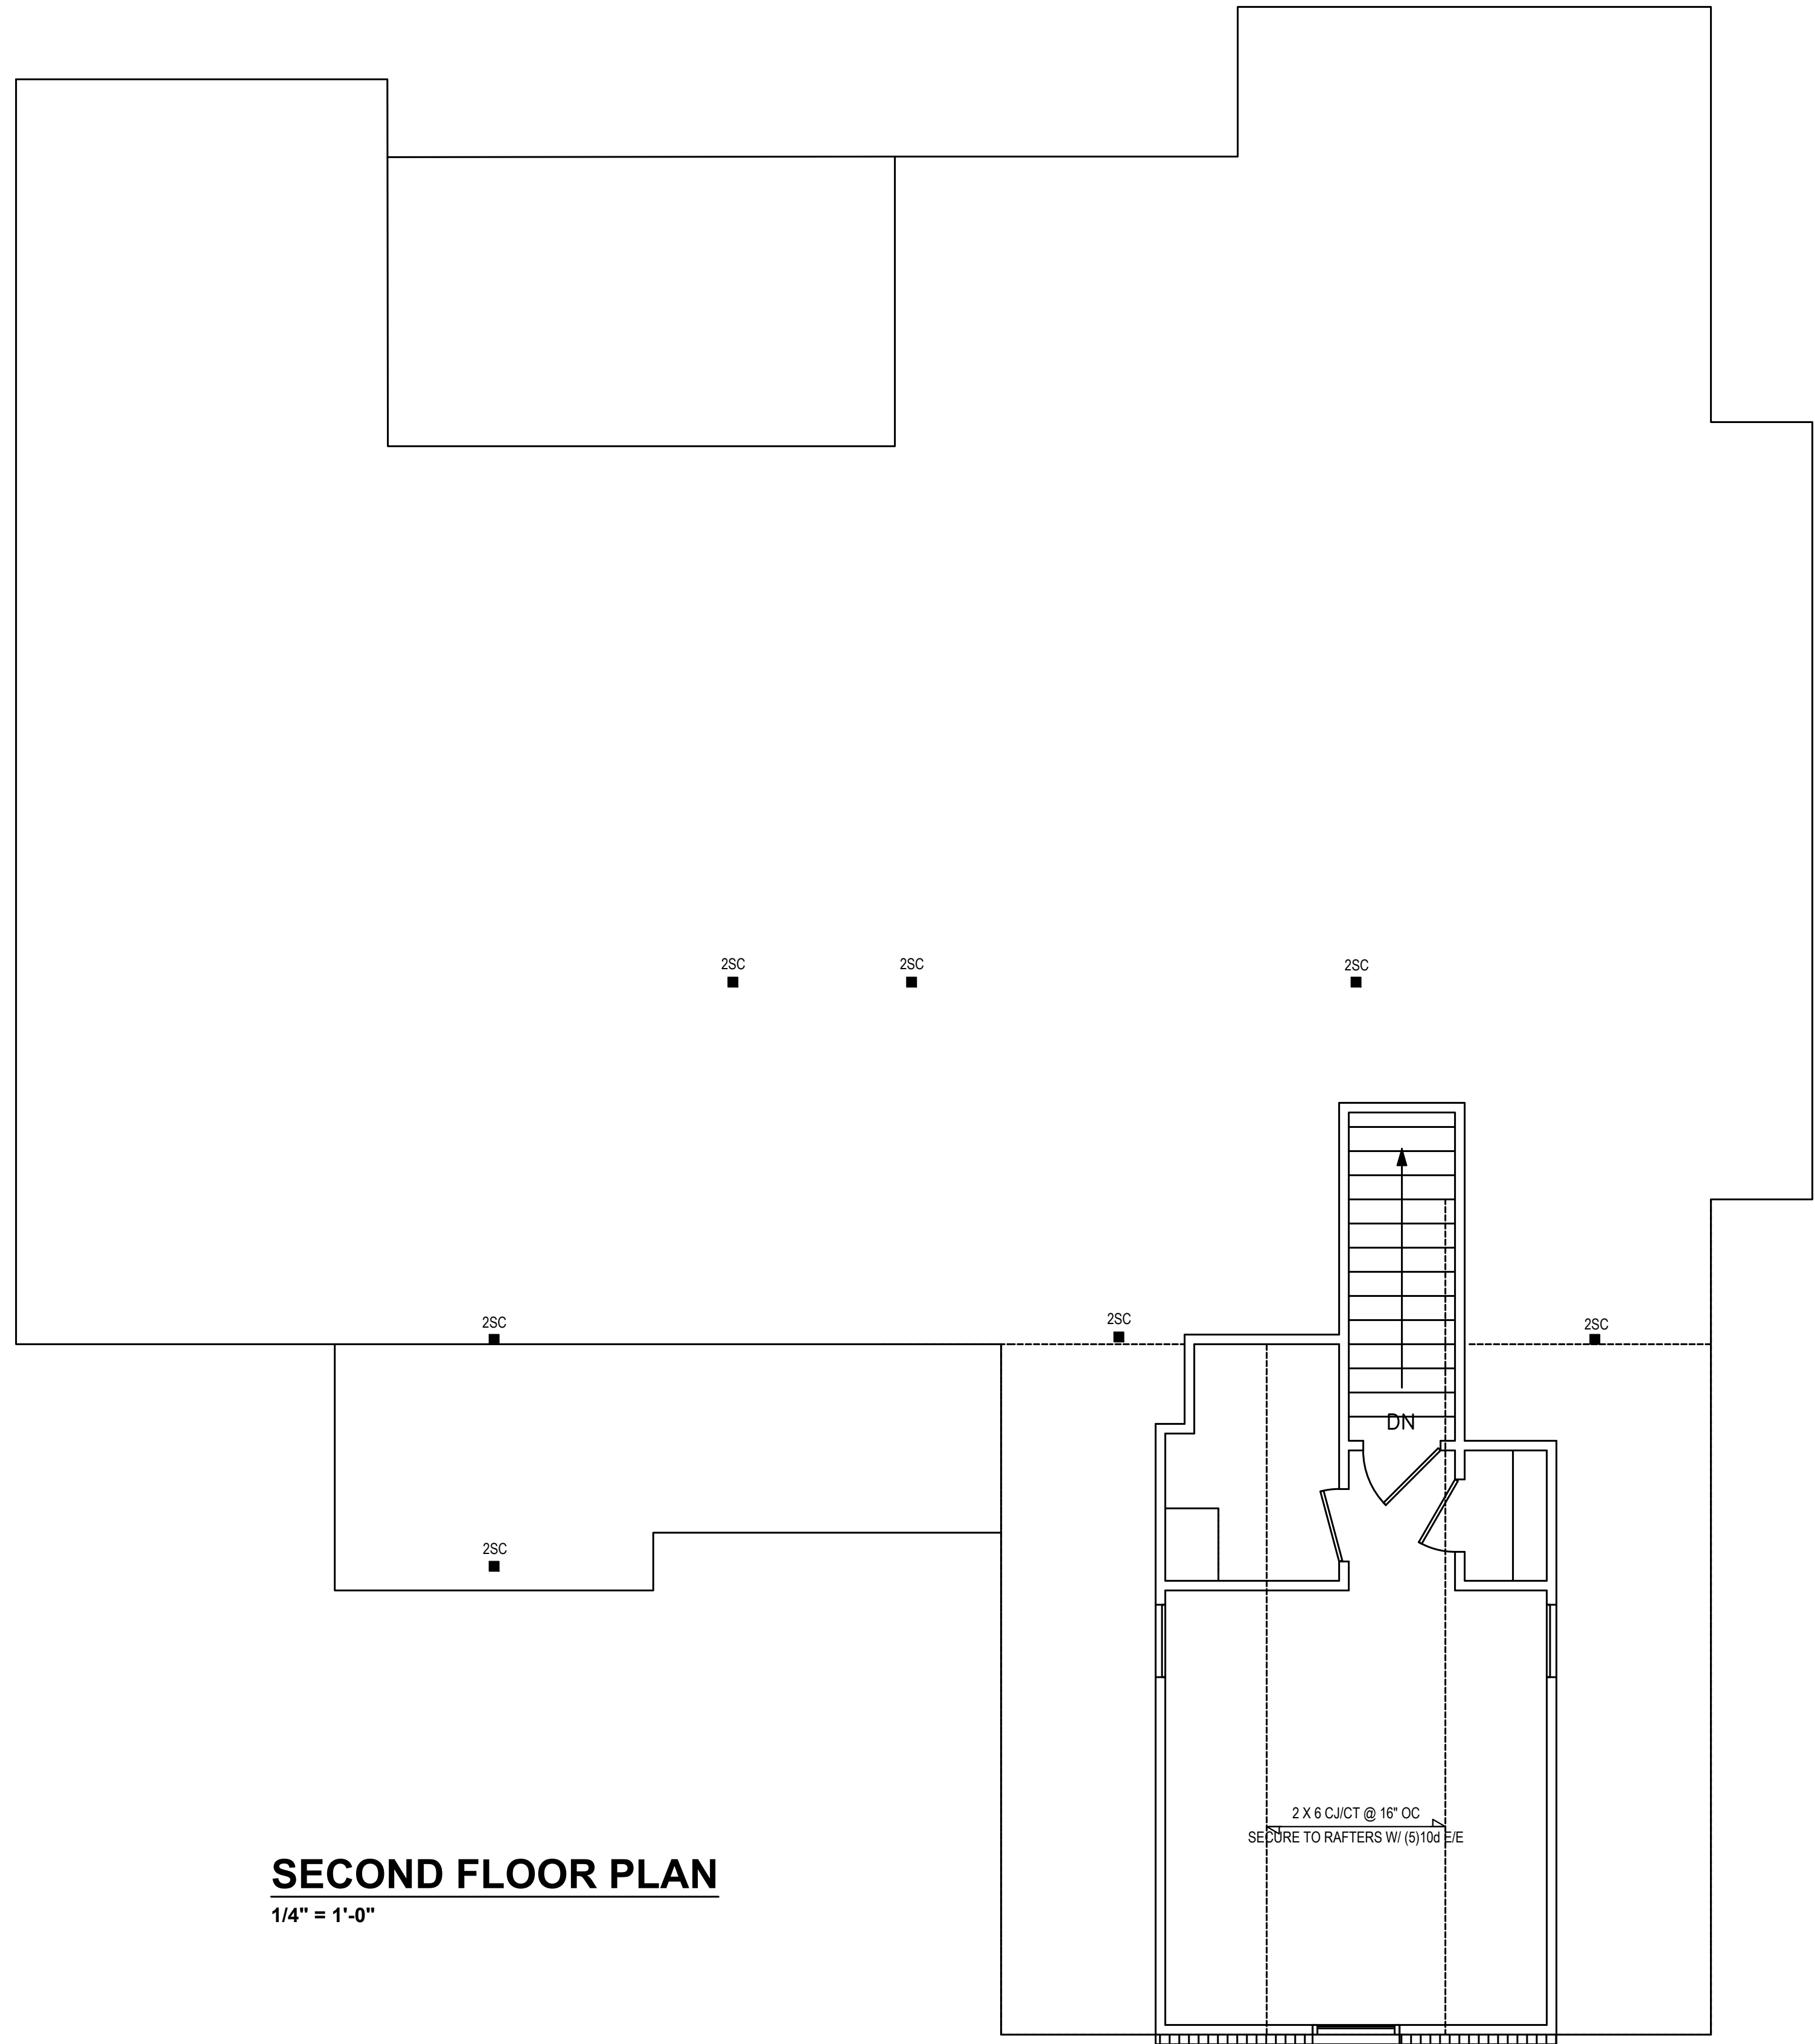 2SC
2SC
2SC
2SC
2SC
2SC
DN
2SC
2 X 6 CJ/CT @ 16" OC
SECURE TO RAFTERS W/ (5)10d E/E
SECOND FLOOR PLAN
1/4" = 1'-0"